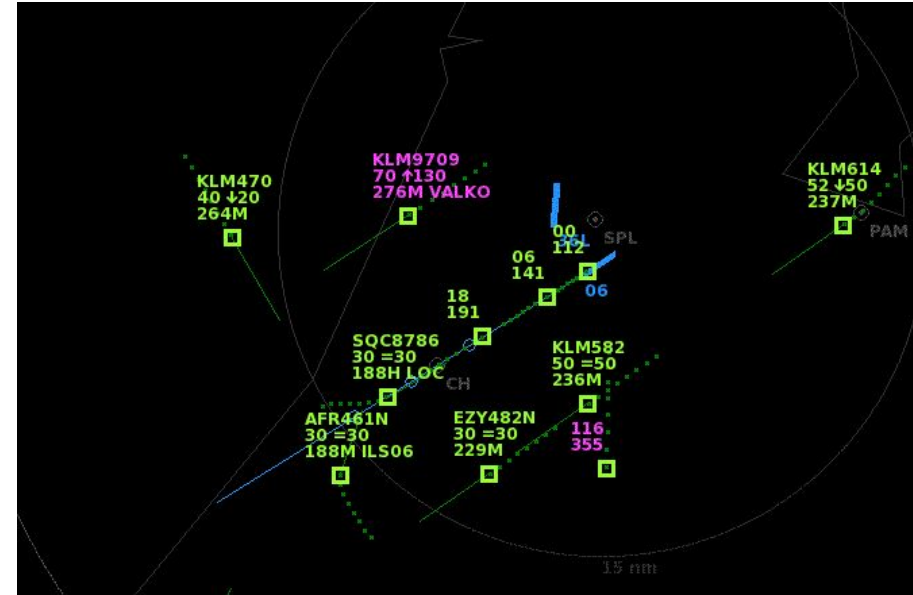 KLM9709
70 ↑130
276M VALKO
KLM470
40 ↓20
264M
KLM614
52 ↓50
237M
PAM
00
112
36L
SPL
06
141
06
18
191
SQC8786
30 =30
188H LOC
CH
KLM582
50 =50
236M
AFR461N
30 =30
188M ILS06
EZY482N
30 =30
229M
116
355
15 nm